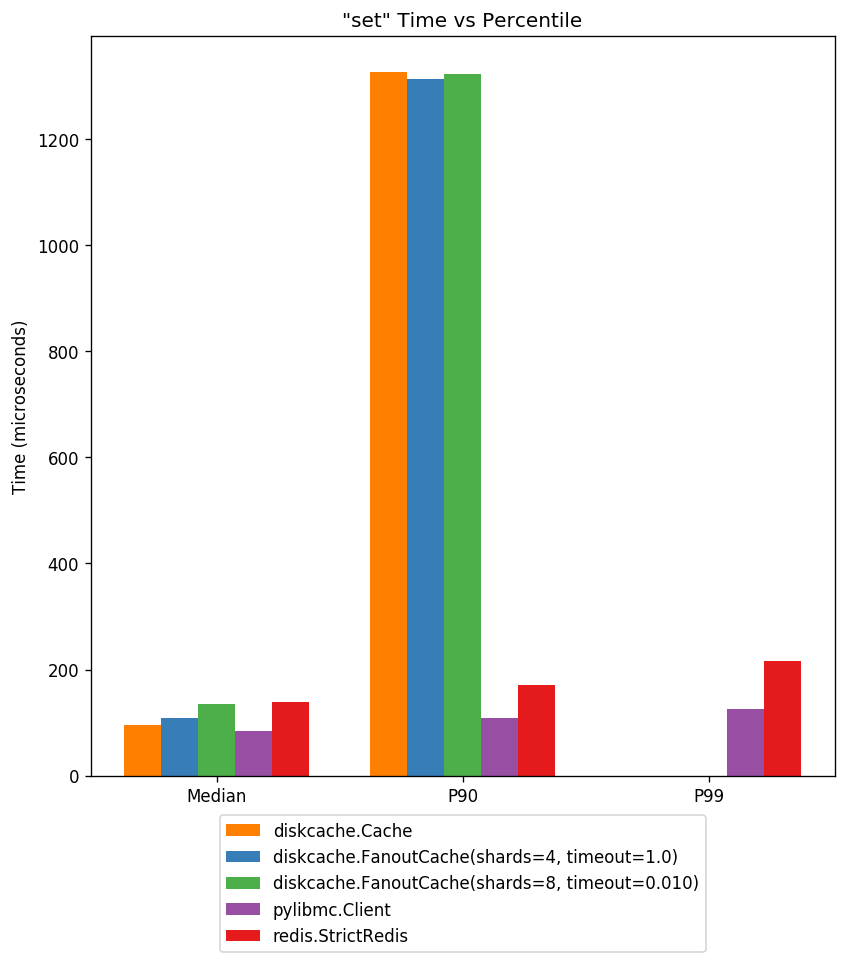 "set" Time vs Percentile
Time (microseconds)
1200
1000
800
600
400
200
0
Median P90 P99
diskcache.Cache
diskcache.FanoutCache(shards=4, timeout=1.0)
diskcache.FanoutCache(shards=8, timeout=0.010)
pylibmc.Client
redis.StrictRedis